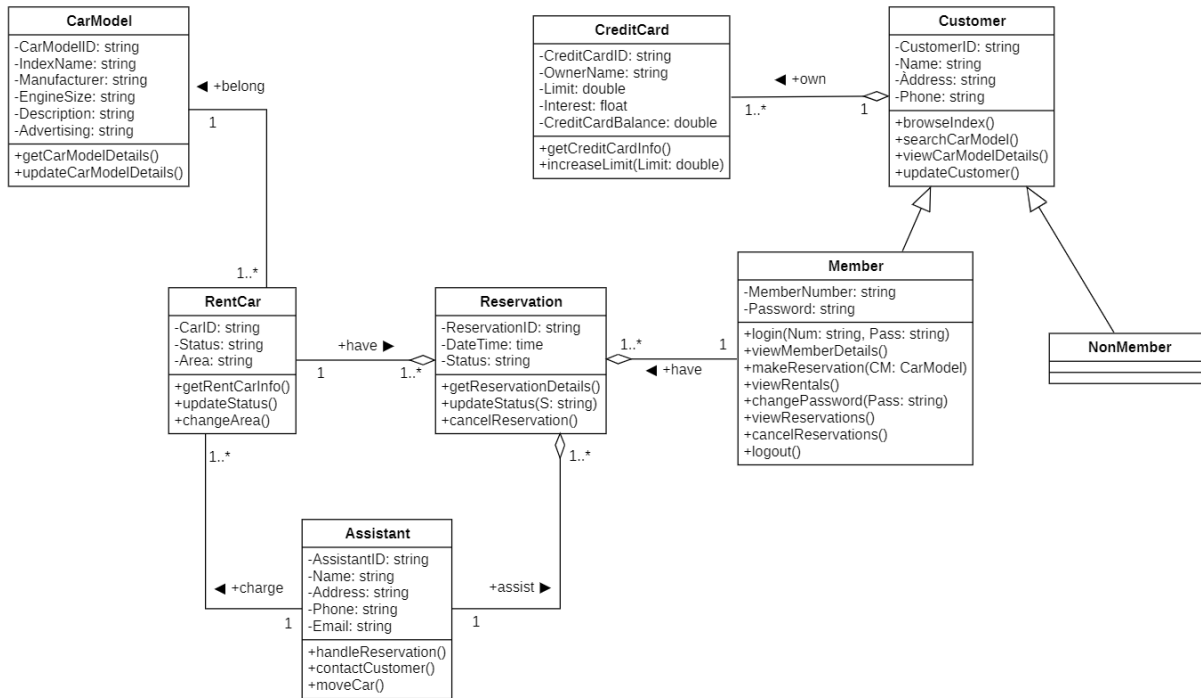 CarModel
-CarModelID: string
-IndexName: string
-Manufacturer: string
-EngineSize: string
-Description: string
-Advertising: string
+getCarModelDetails()
+updateCarModelDetails()
◄ +belong
1
1..*
CreditCard
-CreditCardID: string
-OwnerName: string
-Limit: double
-Interest: float
-CreditCardBalance: double
+getCreditCardInfo()
+increaseLimit(Limit: double)
◄ +own
1..*
1
Customer
-CustomerID: string
-Name: string
-Àddress: string
-Phone: string
+browseIndex()
+searchCarModel()
+viewCarModelDetails()
+updateCustomer()
RentCar
-CarID: string
-Status: string
-Area: string
+getRentCarInfo()
+updateStatus()
+changeArea()
+have ►
1
1..*
Reservation
-ReservationID: string
-DateTime: time
-Status: string
+getReservationDetails()
+updateStatus(S: string)
+cancelReservation()
1..*
1
◄ +have
Member
-MemberNumber: string
-Password: string
+login(Num: string, Pass: string)
+viewMemberDetails()
+makeReservation(CM: CarModel)
+viewRentals()
+changePassword(Pass: string)
+viewReservations()
+cancelReservations()
+logout()
NonMember
1..*
1..*
◄ +charge
1
Assistant
-AssistantID: string
-Name: string
-Address: string
-Phone: string
-Email: string
+handleReservation()
+contactCustomer()
+moveCar()
+assist ►
1